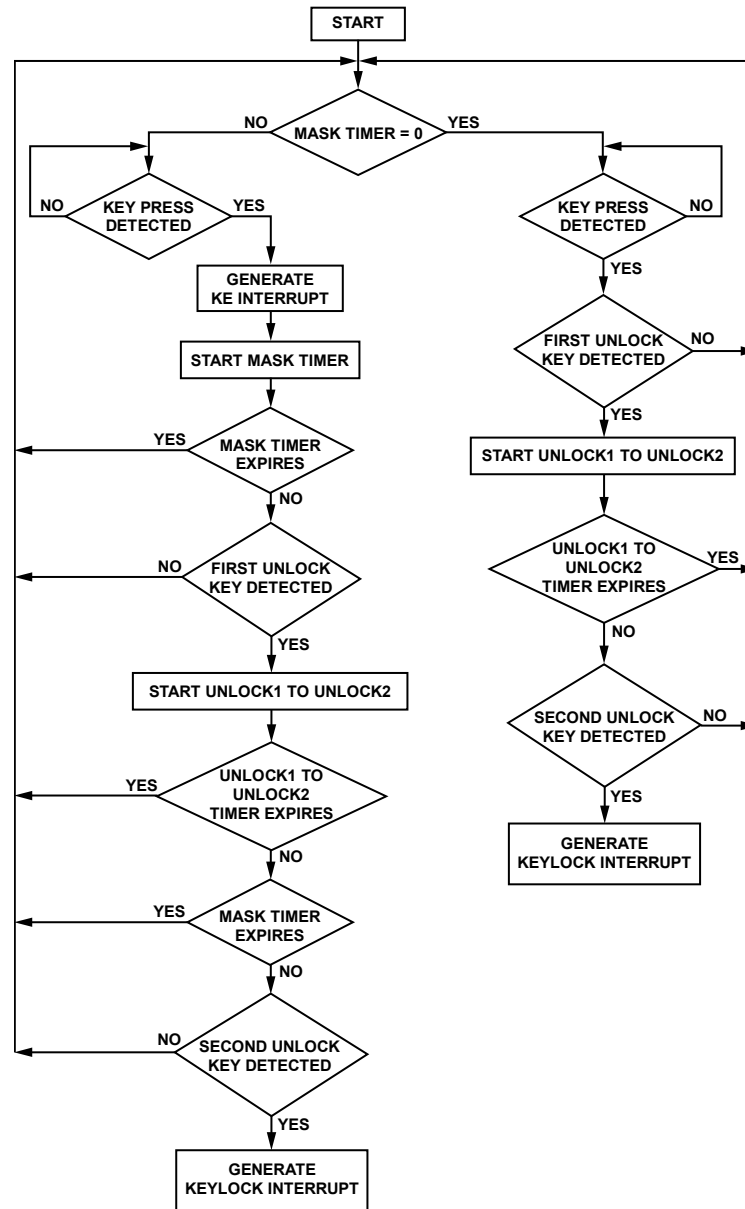 START
NO
MASK TIMER = 0
YES
NO
KEY PRESS
DETECTED
YES
GENERATE
KE INTERRUPT
START MASK TIMER
YES
MASK TIMER
EXPIRES
NO
NO
FIRST UNLOCK
KEY DETECTED
YES
START UNLOCK1 TO UNLOCK2
YES
UNLOCK1 TO
UNLOCK2
TIMER EXPIRES
NO
YES
MASK TIMER
EXPIRES
NO
NO
SECOND UNLOCK
KEY DETECTED
YES
GENERATE
KEYLOCK INTERRUPT
KEY PRESS
DETECTED
NO
YES
FIRST UNLOCK
KEY DETECTED
NO
YES
START UNLOCK1 TO UNLOCK2
UNLOCK1 TO
UNLOCK2
TIMER EXPIRES
YES
NO
SECOND UNLOCK
KEY DETECTED
NO
YES
GENERATE
KEYLOCK INTERRUPT